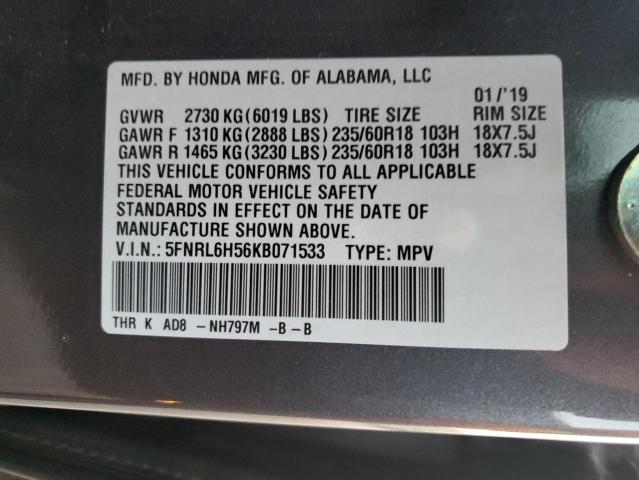 MFD. BY HONDA MFG. OF ALABAMA, LLC
01/'19
GVWR 2730 KG(6019 LBS) TIRE SIZE RIM SIZE
GAWR F 1310 KG(2888 LBS) 235/60R18 103H 18X7.5J
GAWR R 1465 KG(3230 LBS) 235/60R18 103H 18X7.5J
THIS VEHICLE CONFORMS TO ALL APPLICABLE
FEDERAL MOTOR VEHICLE SAFETY
STANDARDS IN EFFECT ON THE DATE OF
MANUFACTURE SHOWN ABOVE.
V.I.N.: 5FNRL6H56KB071533 TYPE: MPV
THR K AD8 -NH797M -B-B